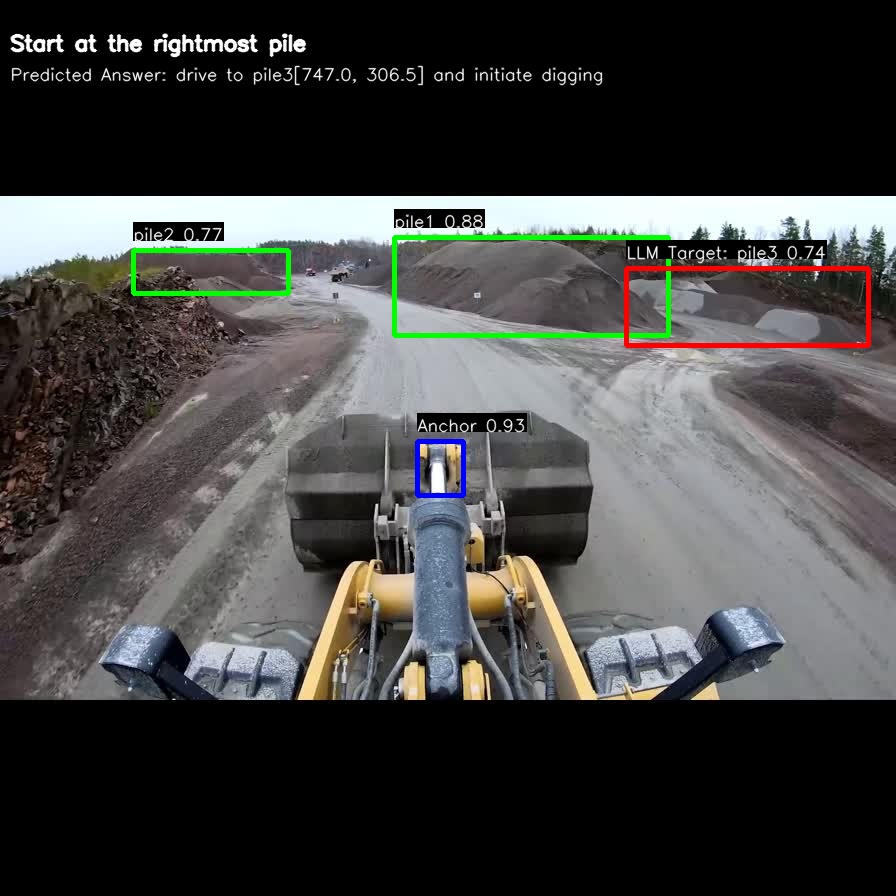 Start at the rightmost pile
Predicted Answer: drive to pile3[747.0, 306.5] and initiate digging
pile2 0.77
pile1 0.88
LLM Target: pile3 0.74
Anchor 0.93